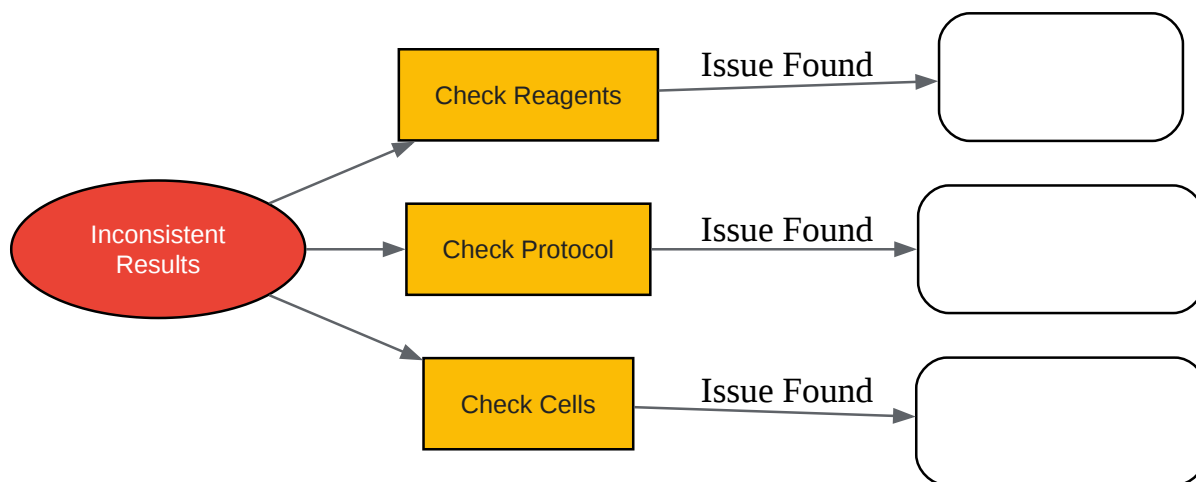 Check Reagents
Issue Found
Inconsistent
Results
Check Protocol
Issue Found
Check Cells
Issue Found